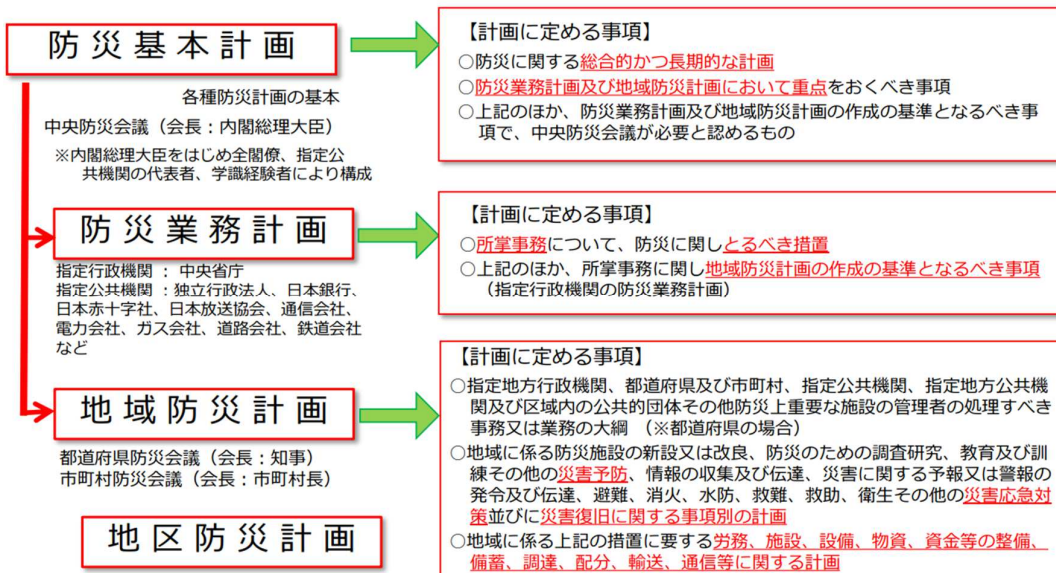 防災基本計画
各種防災計画の基本
中央防災会議（会長：内閣総理大臣）
※内閣総理大臣をはじめ全閣僚、指定公
共機関の代表者、学識経験者により構成
【計画に定める事項】
○防災に関する総合的かつ長期的な計画
○防災業務計画及び地域防災計画において重点をおくべき事項
○上記のほか、防災業務計画及び地域防災計画の作成の基準となるべき事
項で、中央防災会議が必要と認めるもの
防災業務計画
指定行政機関 ： 中央省庁
指定公共機関 ：独立行政法人、日本銀行、
日本赤十字社、日本放送協会、通信会社、
電力会社、ガス会社、道路会社、鉄道会社
など
【計画に定める事項】
○所掌事務について、防災に関しとるべき措置
○上記のほか、所掌事務に関し地域防災計画の作成の基準となるべき事項
（指定行政機関の防災業務計画）
地域防災計画
都道府県防災会議（会長：知事）
市町村防災会議（会長：市町村長）
【計画に定める事項】
○指定地方行政機関、都道府県及び市町村、指定公共機関、指定地方公共機
関及び区域内の公共的団体その他防災上重要な施設の管理者の処理すべき
事務又は業務の大綱 （※都道府県の場合）
○地域に係る防災施設の新設又は改良、防災のための調査研究、教育及び訓
練その他の災害予防、情報の収集及び伝達、災害に関する予報又は警報の
発令及び伝達、避難、消火、水防、救難、救助、衛生その他の災害応急対
策並びに災害復旧に関する事項別の計画
○地域に係る上記の措置に要する労務、施設、設備、物資、資金等の整備、
備蓄、調達、配分、輸送、通信等に関する計画
地区防災計画